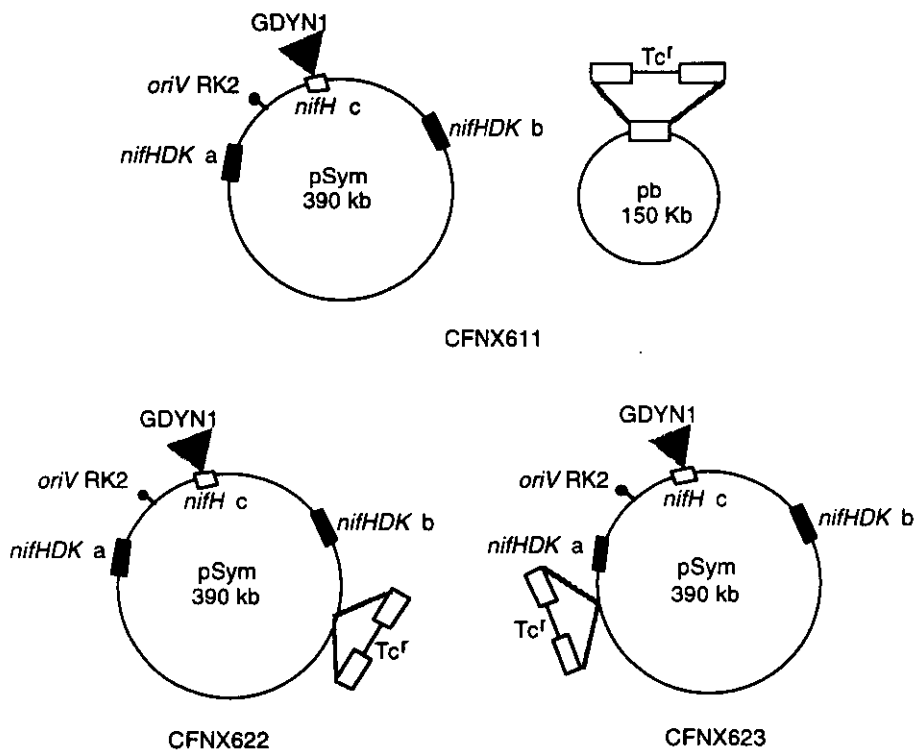 GDYN1
oriV RK2
nifH c
nifHDK a
nifHDK b
pSym
390 kb
Tcʳ
pb
150 Kb
CFNX611
GDYN1
oriV RK2
nifH c
nifHDK a
nifHDK b
pSym
390 kb
Tcʳ
CFNX622
GDYN1
oriV RK2
nifH c
nifHDK a
nifHDK b
pSym
390 kb
Tcʳ
CFNX623